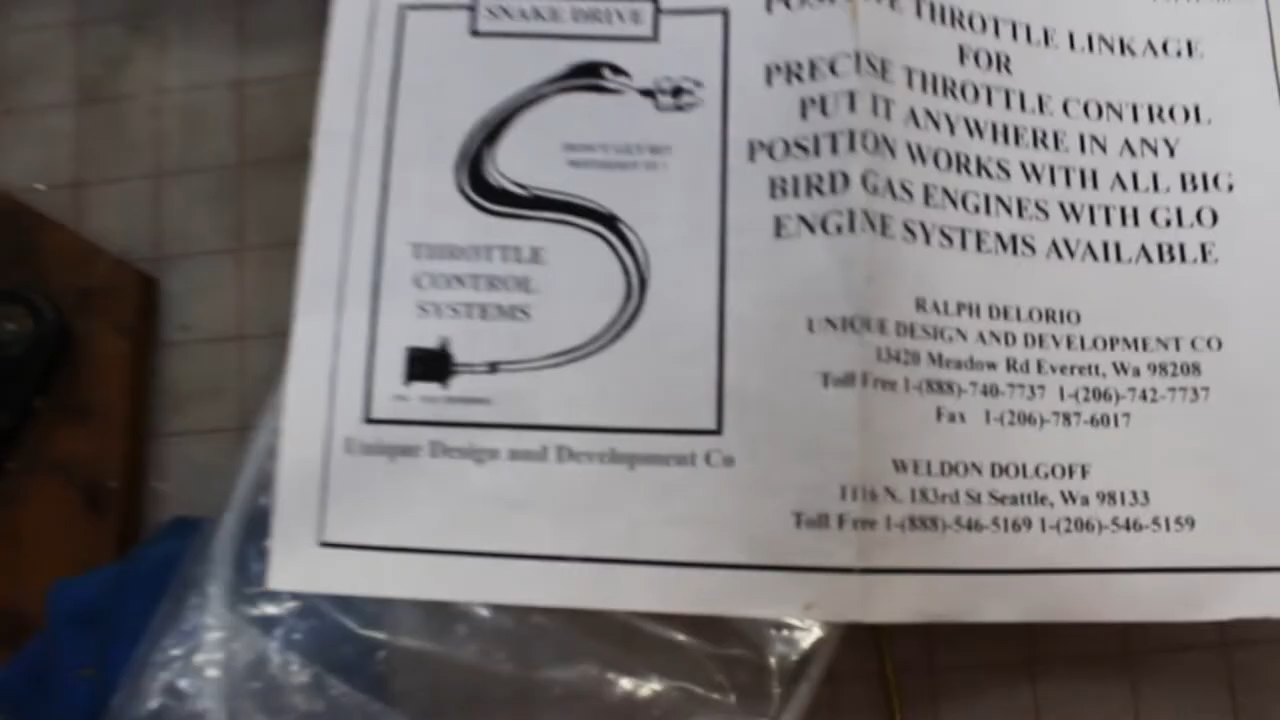 SNAKE DRIVE
THROTTLE
CONTROL
SYSTEMS
Unique Design and Development Co
THROTTLE LINKAGE
FOR
PRECISE THROTTLE CONTROL
PUT IT ANYWHERE IN ANY
POSITION WORKS WITH ALL BIG
BIRD GAS ENGINES WITH GLO
ENGINE SYSTEMS AVAILABLE
RALPH DELORIO
UNIQUE DESIGN AND DEVELOPMENT CO
13420 Meadow Rd Everett, Wa 98208
Toll Free 1-(888)-740-7737 1-(206)-742-7737
Fax 1-(206)-787-6017
WELDON DOLGOFF
1116 N. 183rd St Seattle, Wa 98133
Toll Free 1-(888)-546-5169 1-(206)-546-5159